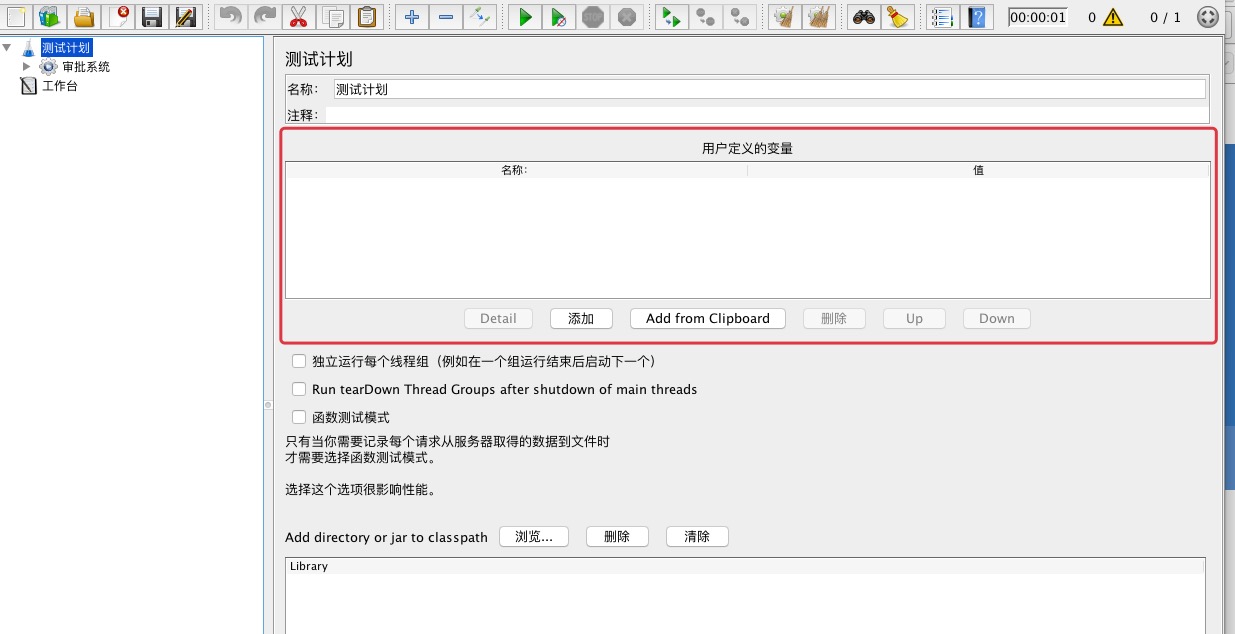 STOP
00:00:01
0
0 / 1
测试计划
审批系统
工作台
测试计划
名称：
测试计划
注释：
用户定义的变量
名称:
值
Detail
添加
Add from Clipboard
删除
Up
Down
独立运行每个线程组（例如在一个组运行结束后启动下一个）
Run tearDown Thread Groups after shutdown of main threads
函数测试模式
只有当你需要记录每个请求从服务器取得的数据到文件时
才需要选择函数测试模式。
选择这个选项很影响性能。
Add directory or jar to classpath
浏览...
删除
清除
Library